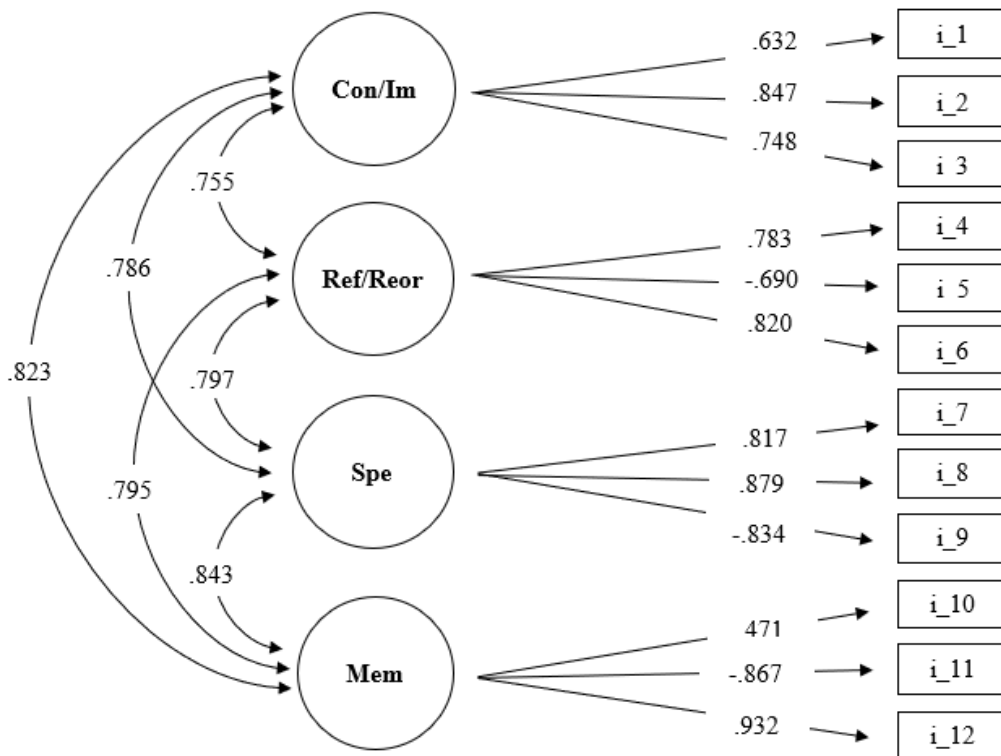 .632
i_1
Con/Im
.847
i_2
.748
i 3
.755
.783
i_4
.786
Ref/Reor
-.690
i 5
.820
i_6
.823
.797
.817
i_7
Spe
.879
i_8
.795
-.834
i_9
.843
471
i_10
Mem
-.867
i_11
.932
i_12